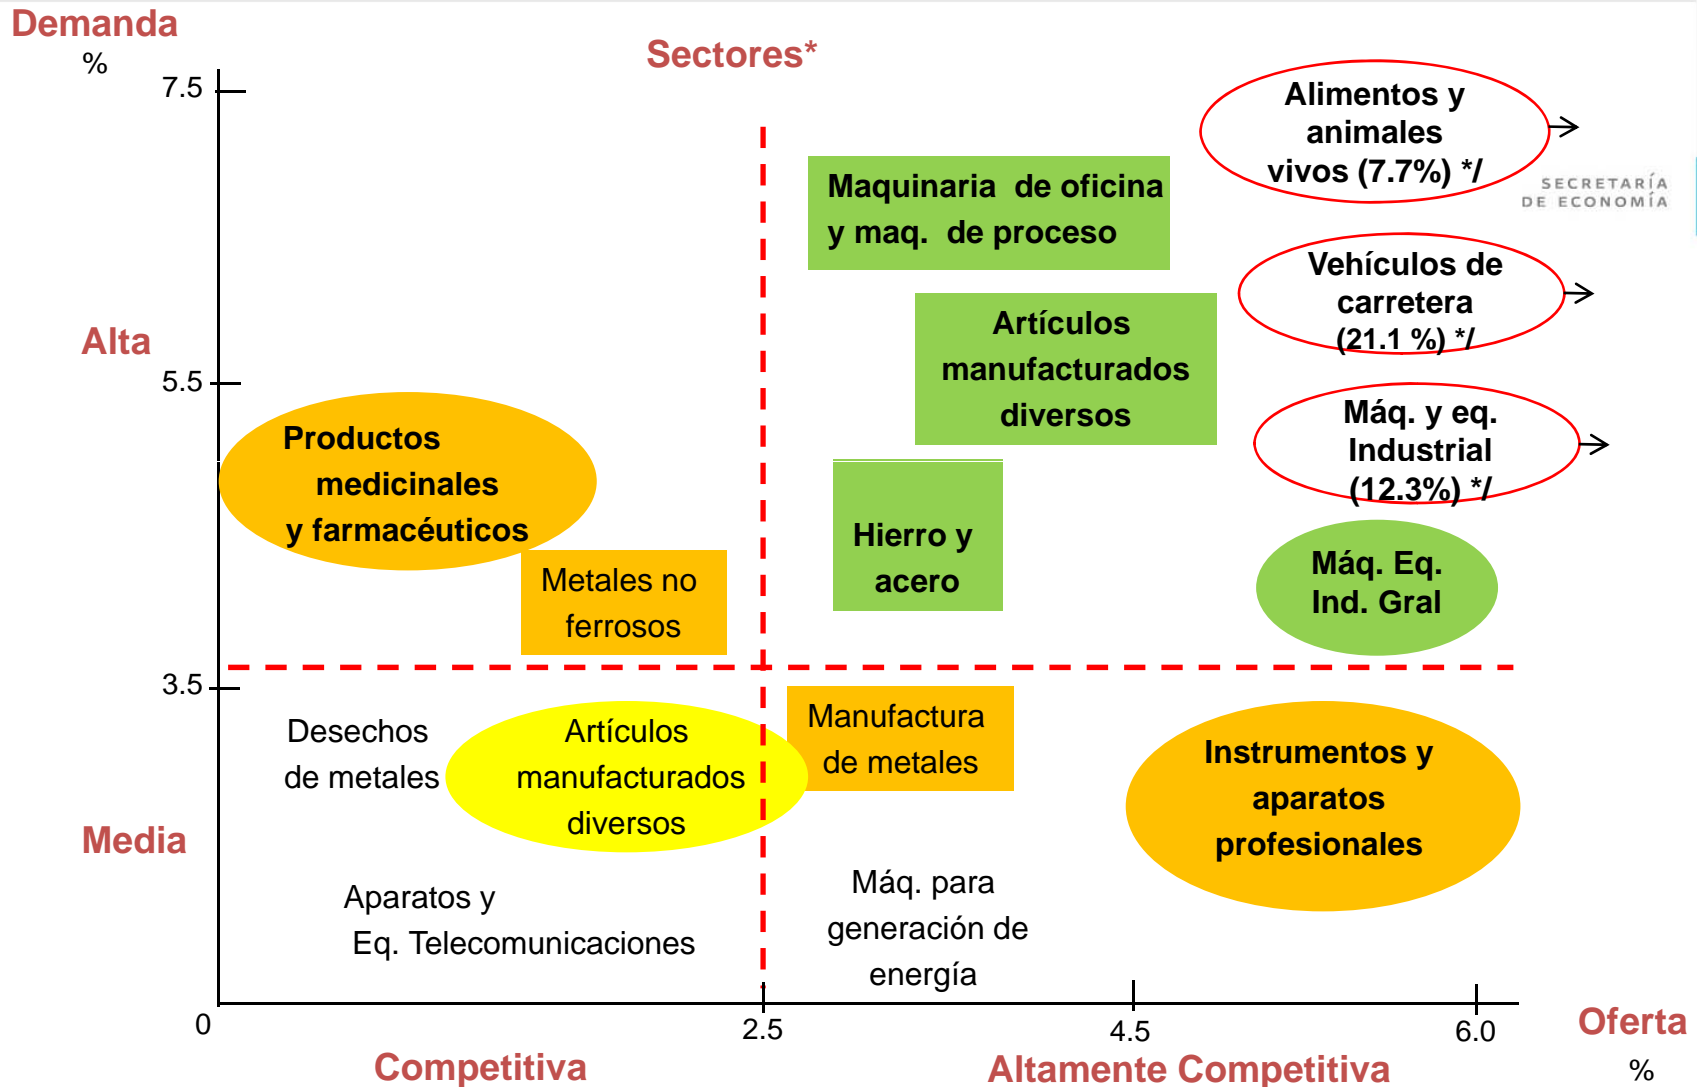 Demanda
%
Sectores*
7.5
Alimentos y
animales
vivos (7.7%) */
SECRETARÍA
DE ECONOMÍA
Maquinaria de oficina
y maq. de proceso
Vehículos de
carretera
(21.1 %) */
Alta
Artículos
manufacturados
diversos
5.5
Máq. y eq.
Industrial
(12.3%) */
Productos
medicinales
y farmacéuticos
Hierro y
acero
Máq. Eq.
Ind. Gral
Metales no
ferrosos
3.5
Desechos
de metales
Artículos
manufacturados
diversos
Manufactura
de metales
Instrumentos y
aparatos
profesionales
Media
Aparatos y
Eq. Telecomunicaciones
Máq. para
generación de
energía
0
2.5
4.5
6.0
Oferta
%
Competitiva
Altamente Competitiva